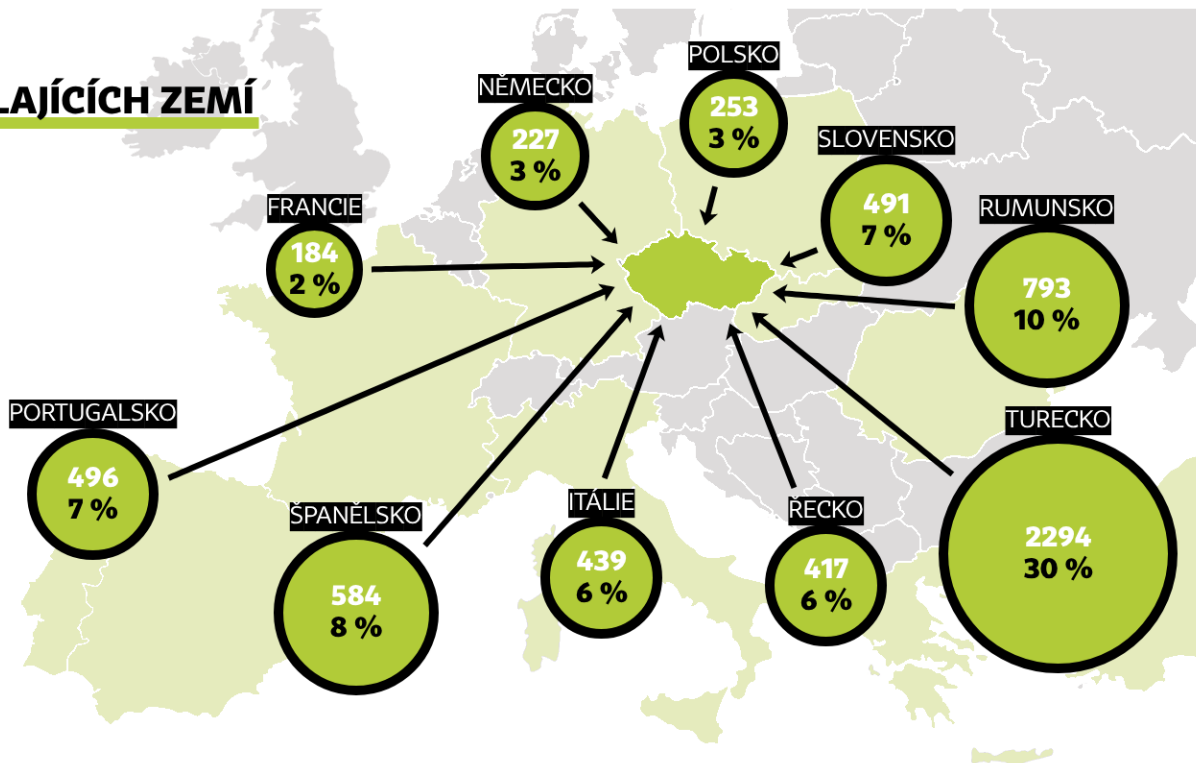 LAJÍCÍCH ZEMÍ
POLSKO
253
3 %
NĚMECKO
227
3 %
SLOVENSKO
491
7 %
FRANCIE
184
2 %
RUMUNSKO
793
10 %
PORTUGALSKO
496
7 %
ŠPANĚLSKO
584
8 %
ITÁLIE
439
6 %
ŘECKO
417
6 %
TURECKO
2294
30 %